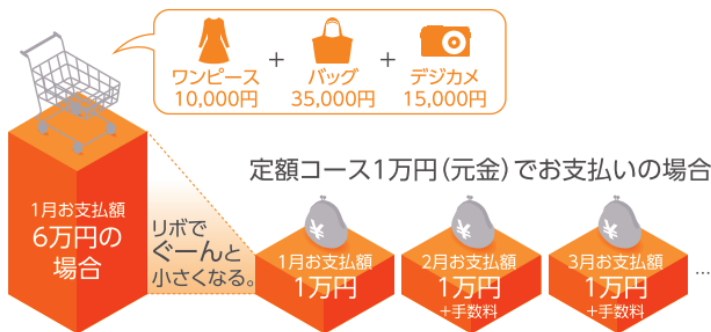 ワンピース
10,000円
+
バッグ
35,000円
+
デジカメ
15,000円
1月お支払額
6万円の
場合
リボで
ぐーんと
小さくなる。
定額コース1万円(元金)でお支払いの場合
¥
1月お支払額
1万円
¥
2月お支払額
1万円
+手数料
¥
3月お支払額
1万円
+手数料
…